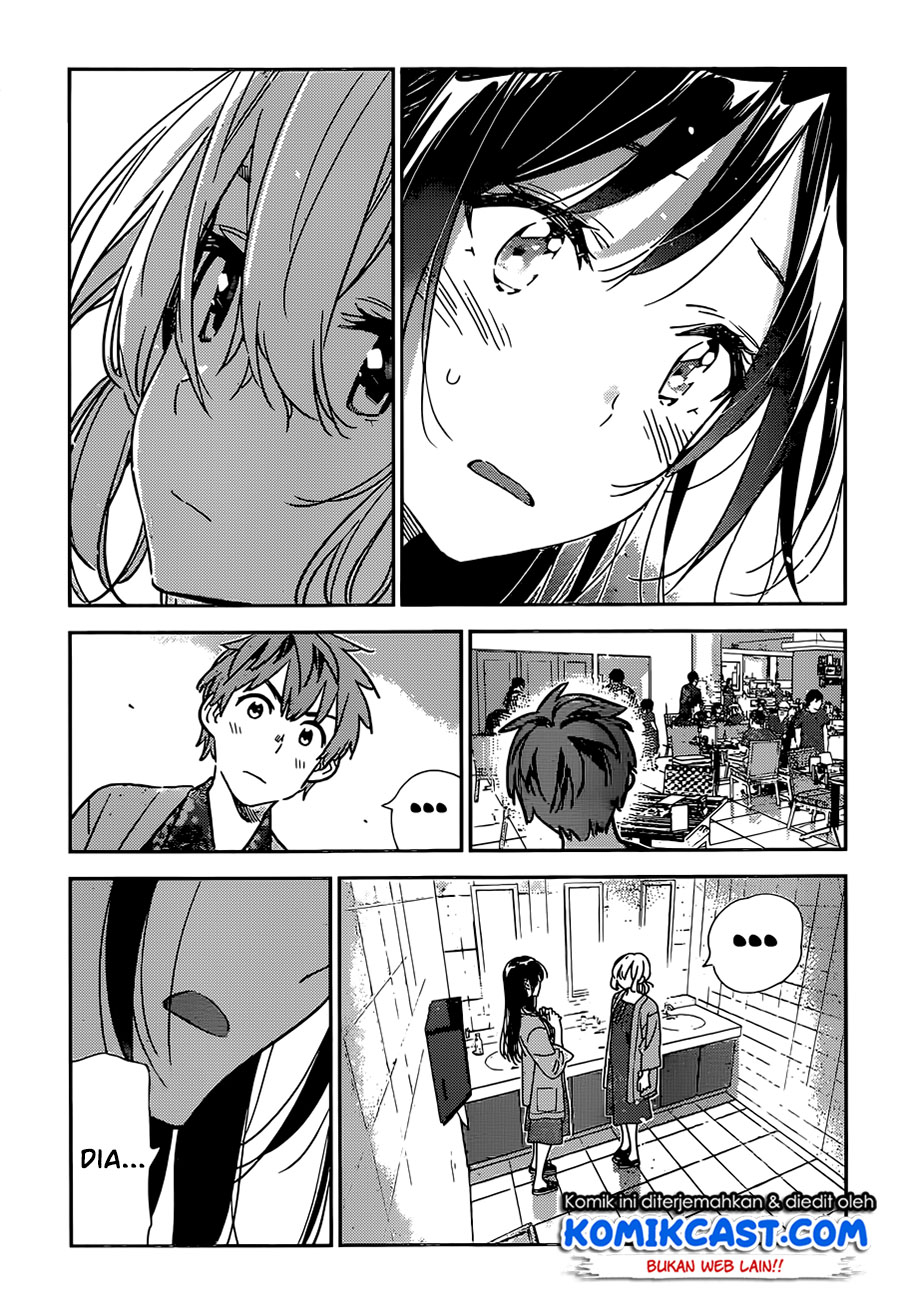 ...
...
DIA...
Komik ini diterjemahkan & diedit oleh
KOMIKCAST.COM
BUKAN WEB LAIN!!